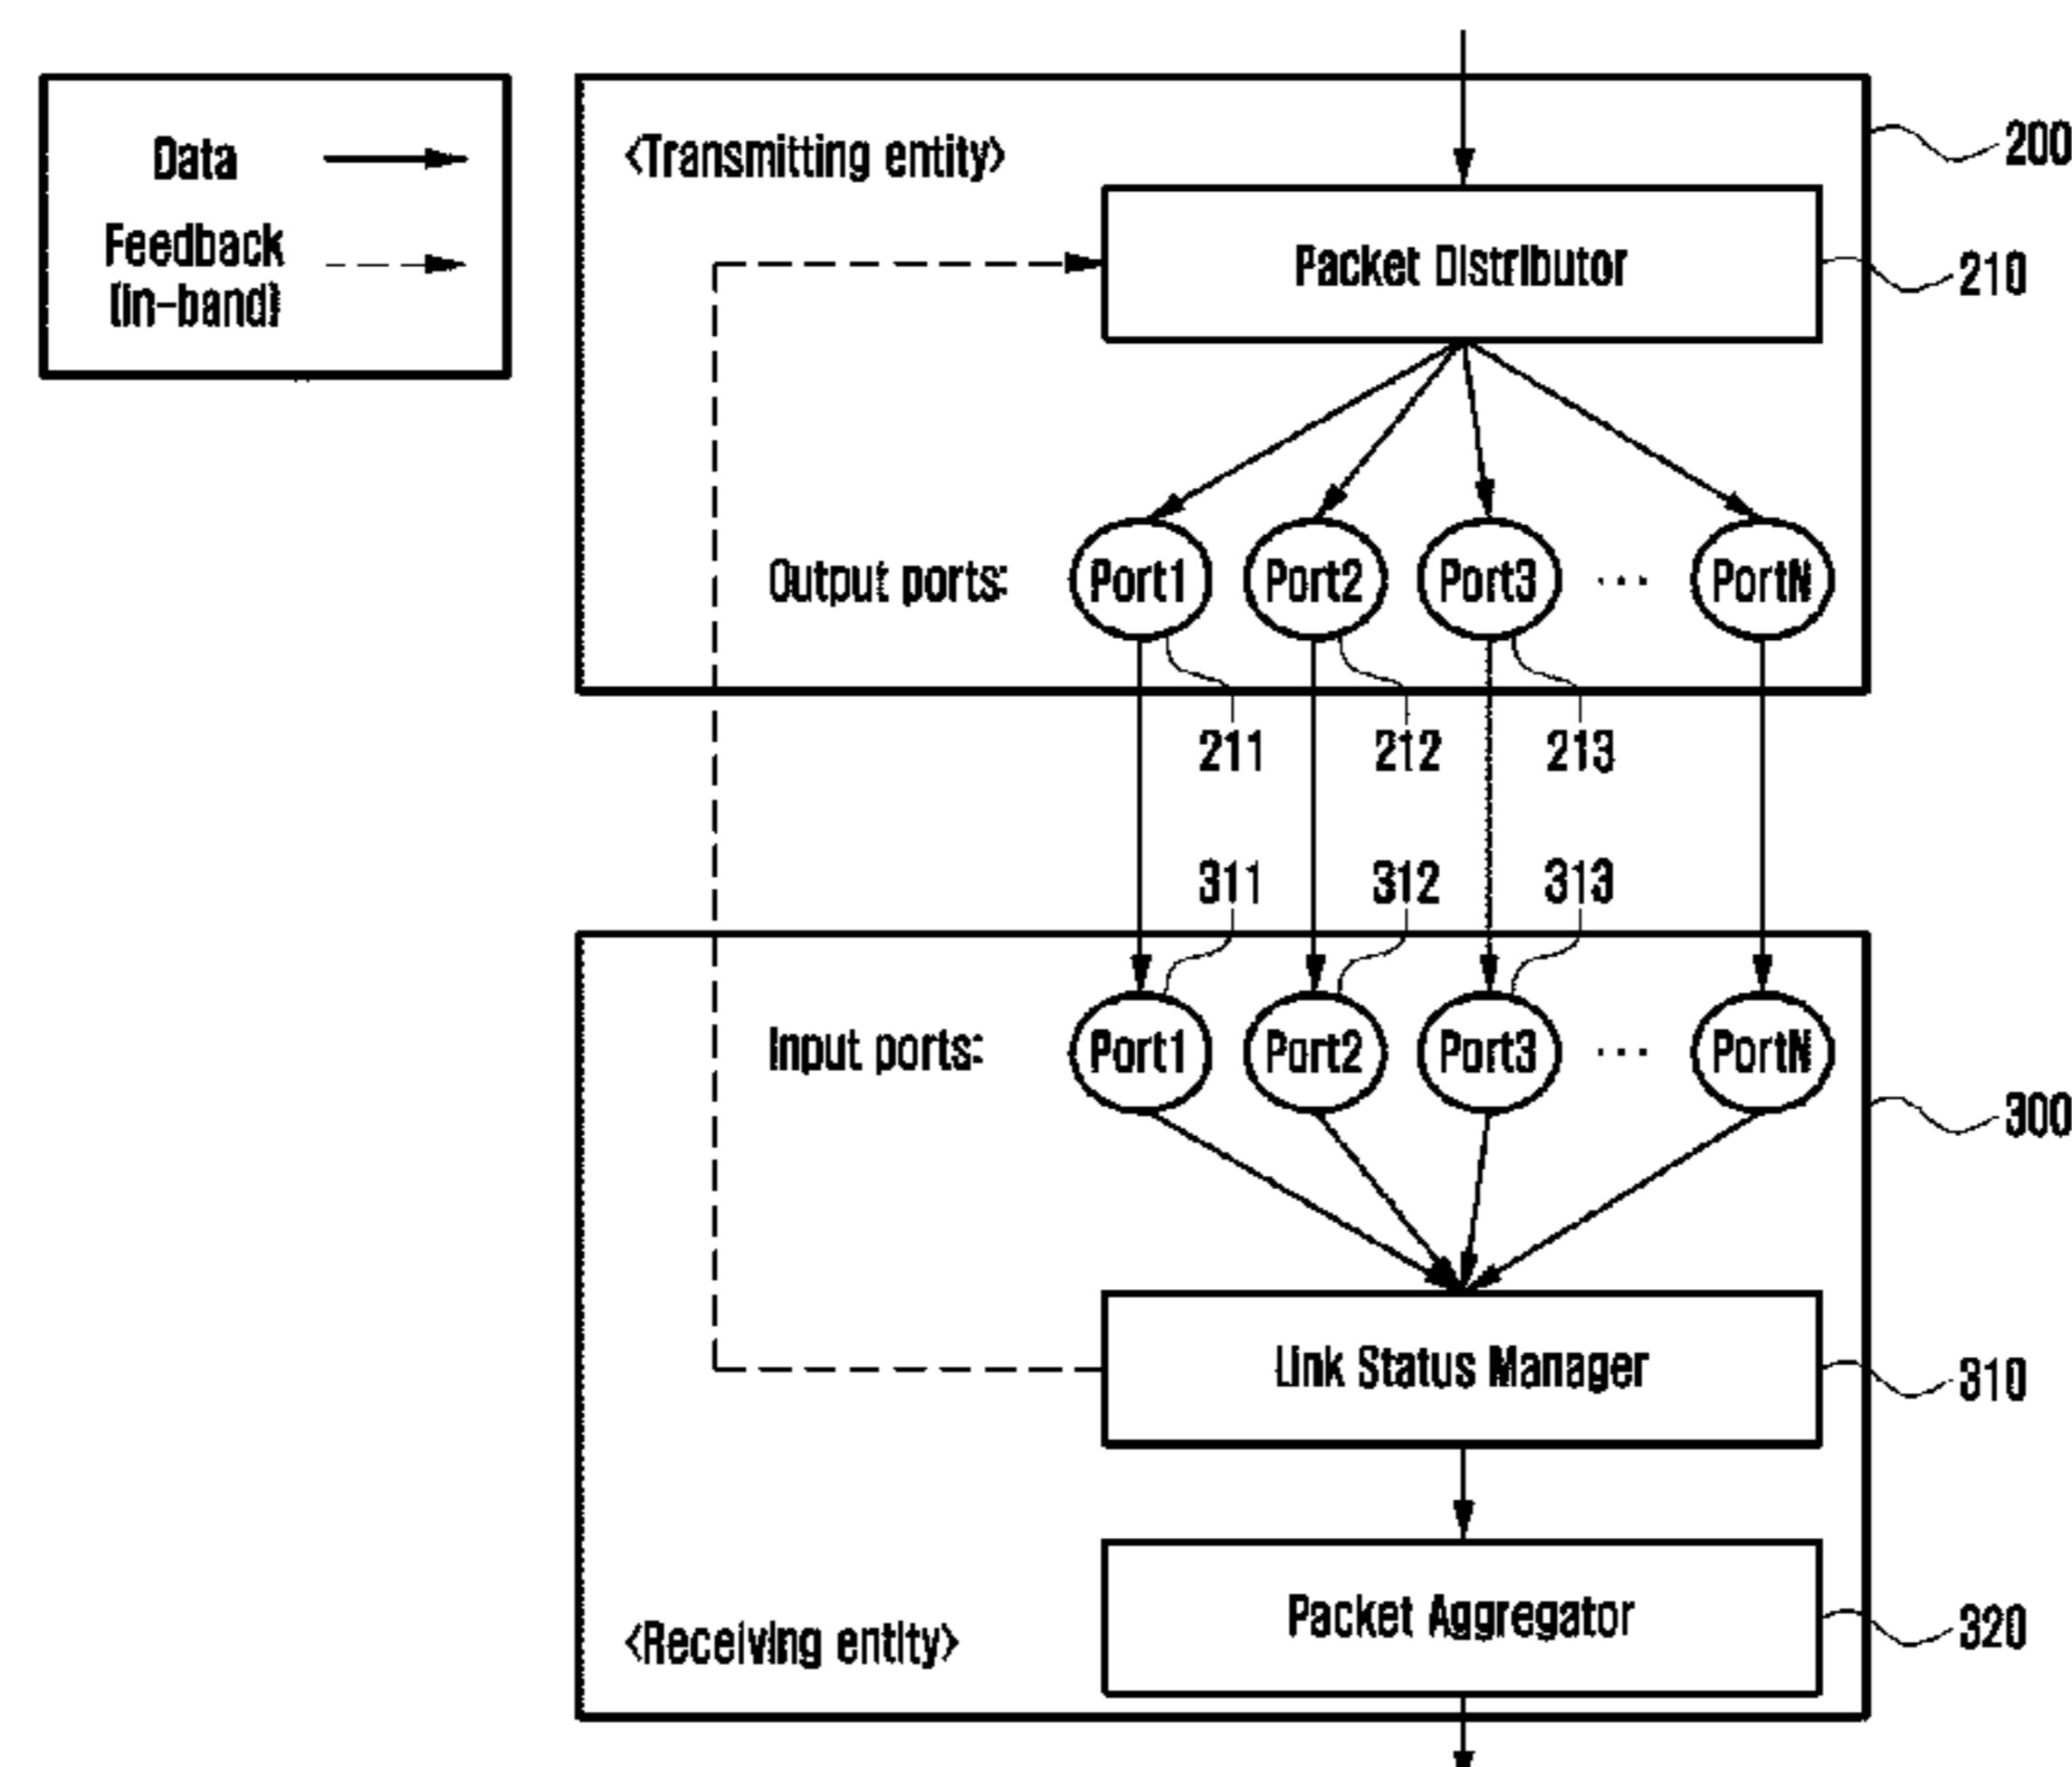 Data
Feedback
(in-band)
<Transmitting entity>
200
Packet Distributor
210
Output ports:
Port1
Port2
Port3
...
PortN
211
212
213
311
312
313
Input ports:
Port1
Port2
Port3
...
PortN
300
Link Status Manager
310
Packet Aggregator
320
<Receiving entity>